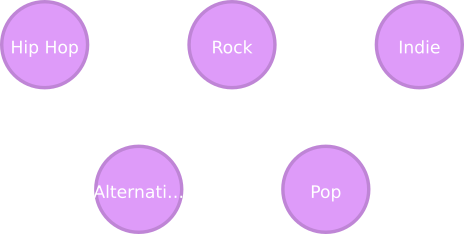 Hip Hop
Rock
Indie
Alternati...
Pop